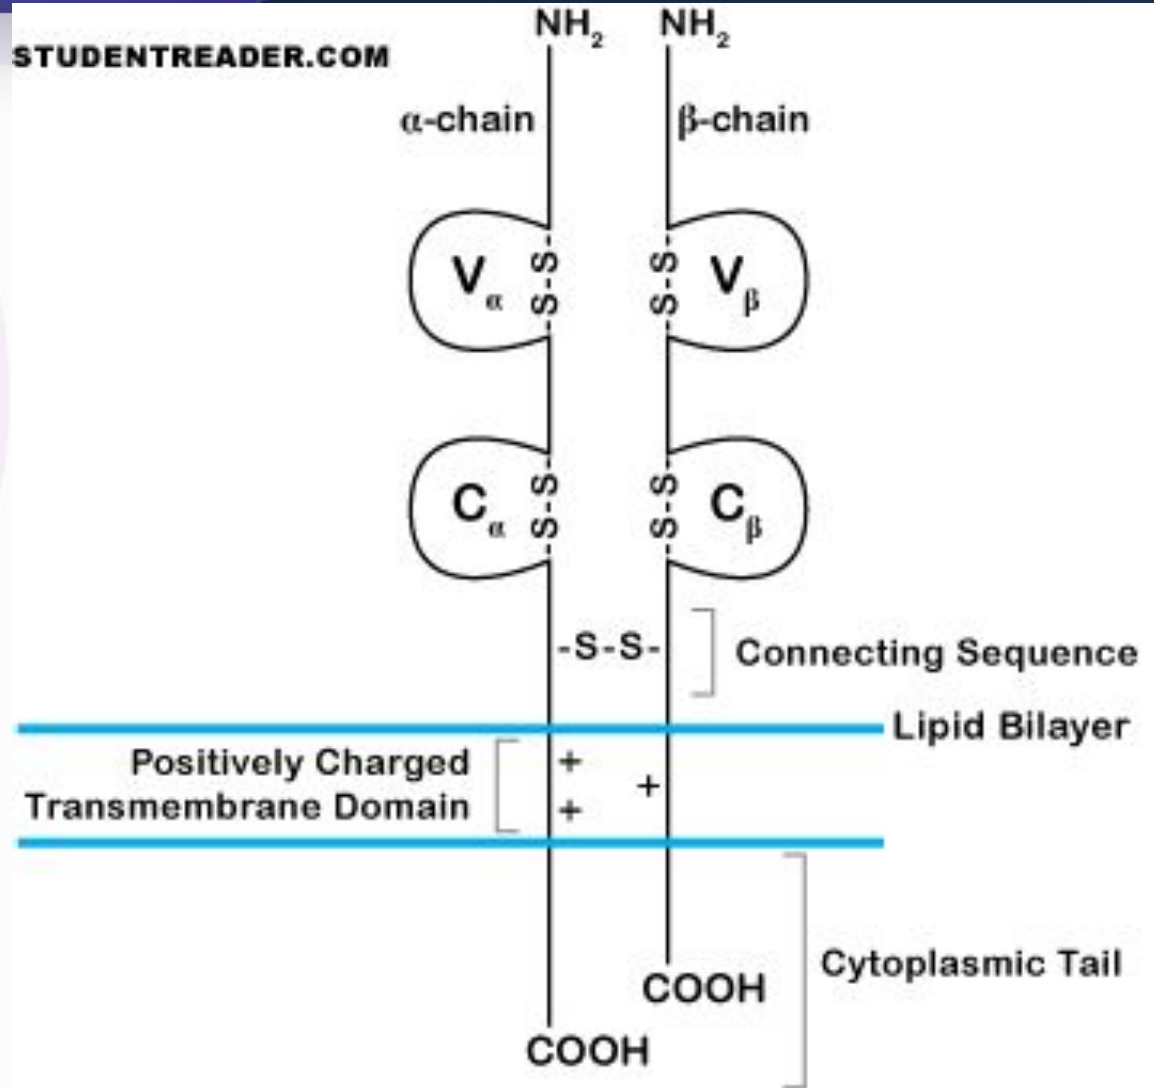 NH₂ NH₂
STUDENTREADER.COM
α-chain β-chain
Vα S S S S Vβ
Cα S S S S Cβ
-S-S- Connecting Sequence
Lipid Bilayer
Positively Charged + 
Transmembrane Domain + +
Cytoplasmic Tail
COOH
COOH